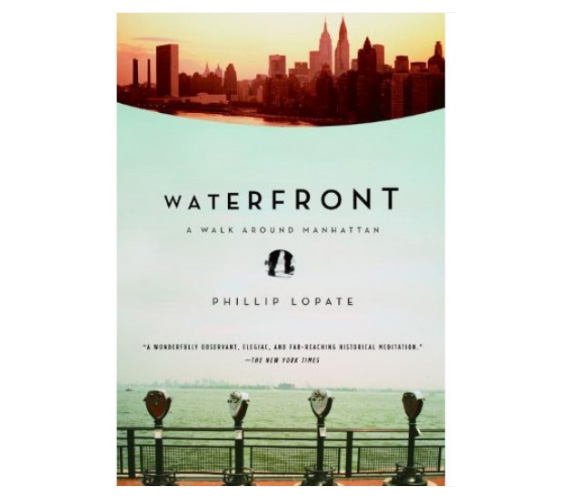 WATERFRONT
A WALK AROUND MANHATTAN
PHILLIP LOPATE
"A WONDERFULLY OBSERVANT, ELEGIAC, AND FAR-REACHING HISTORICAL MEDITATION."
—THE NEW YORK TIMES